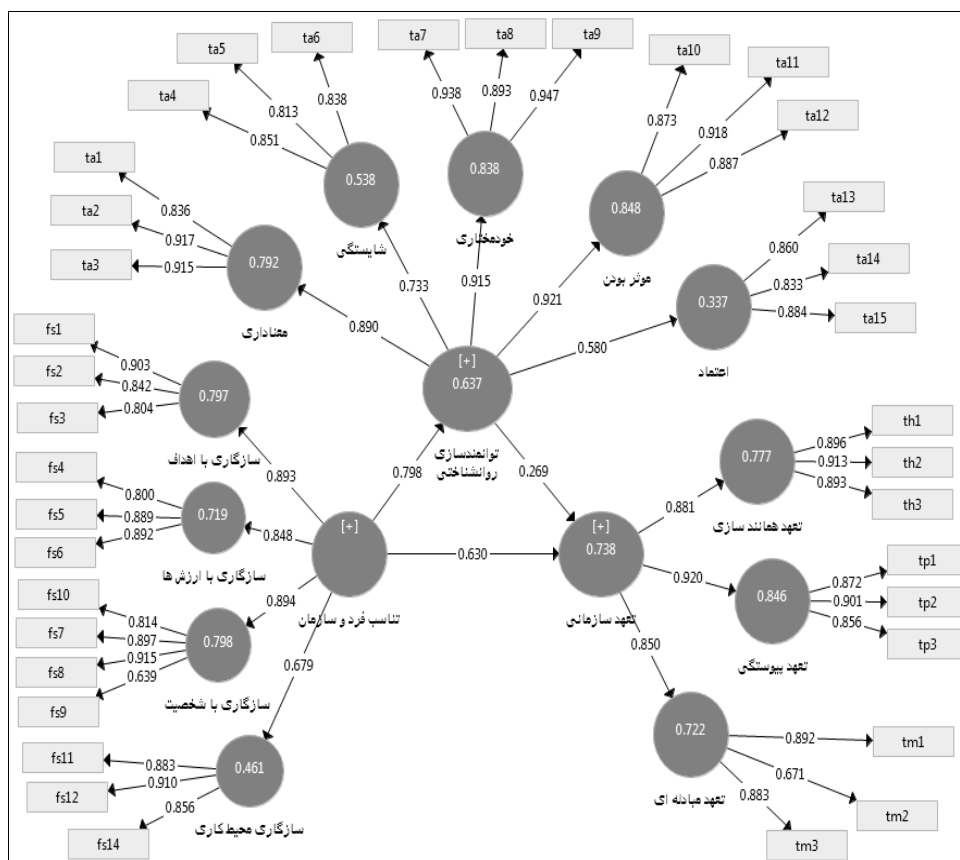 ta6
ta7
ta8
ta9
ta10
ta5
ta11
ta4
ta12
0.838
0.813
0.851
0.938
0.893
0.947
0.873
0.918
0.887
ta1
ta2
ta3
0.836
0.917
0.915
0.538
شایستگی
0.838
خودمختاری
0.848
موثر بودن
ta13
ta14
ta15
0.860
0.833
0.884
0.792
معناداری
0.337
اعتماد
0.733
0.915
0.921
0.890
0.580
[+]
0.637
توانمندسازی
روانشناختی
fs1
fs2
fs3
0.903
0.842
0.804
0.797
سازگاری با اهداف
0.893
0.798
0.269
th1
th2
th3
0.896
0.913
0.893
0.777
تعهد همانند سازی
0.881
fs4
fs5
fs6
0.800
0.889
0.892
0.719
سازگاری با ارزش ها
0.848
[+]
تناسب فرد و سازمان
0.630
[+]
0.738
تعهد سازمانی
0.920
0.846
تعهد پیوستگی
0.872
0.901
0.856
tp1
tp2
tp3
fs10
fs7
fs8
fs9
0.814
0.897
0.915
0.639
0.798
سازگاری با شخصیت
0.894
0.679
0.850
fs11
fs12
fs14
0.883
0.910
0.856
0.461
سازگاری محیط کاری
0.722
تعهد مبادله ای
0.892
0.671
0.883
tm1
tm2
tm3